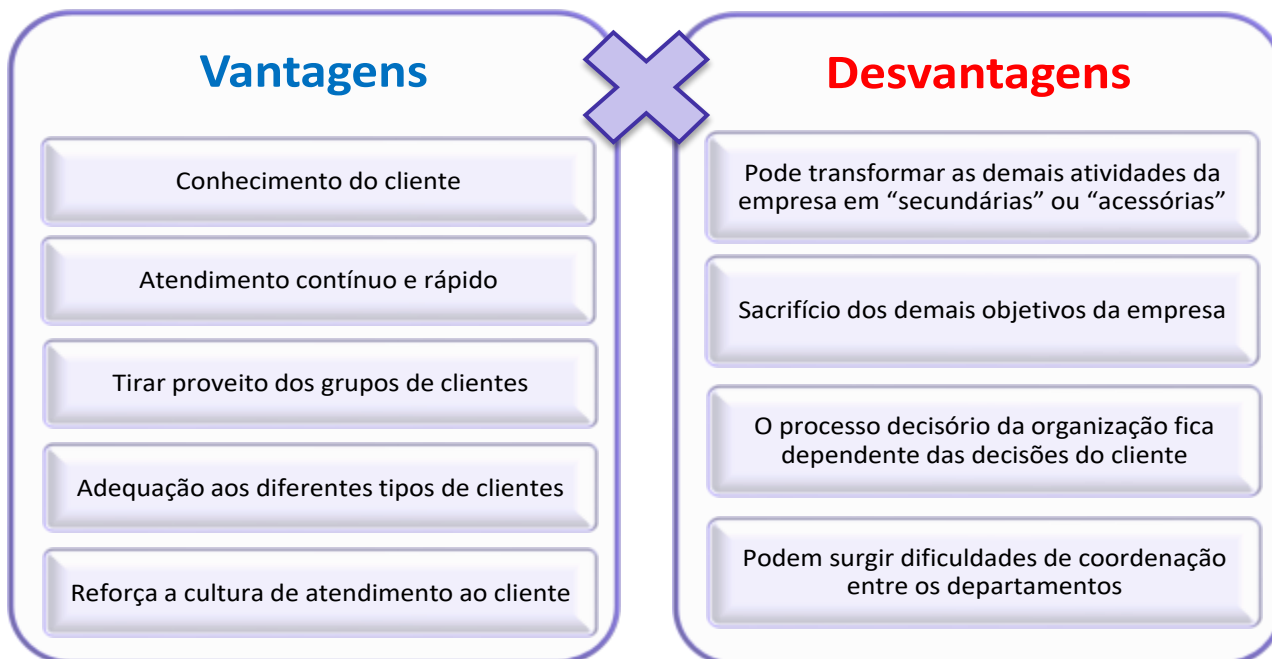 Vantagens
Conhecimento do cliente
Atendimento contínuo e rápido
Tirar proveito dos grupos de clientes
Adequação aos diferentes tipos de clientes
Reforça a cultura de atendimento ao cliente
Desvantagens
Pode transformar as demais atividades da
empresa em “secundárias” ou “acessórias”
Sacrifício dos demais objetivos da empresa
O processo decisório da organização fica
dependente das decisões do cliente
Podem surgir dificuldades de coordenação
entre os departamentos